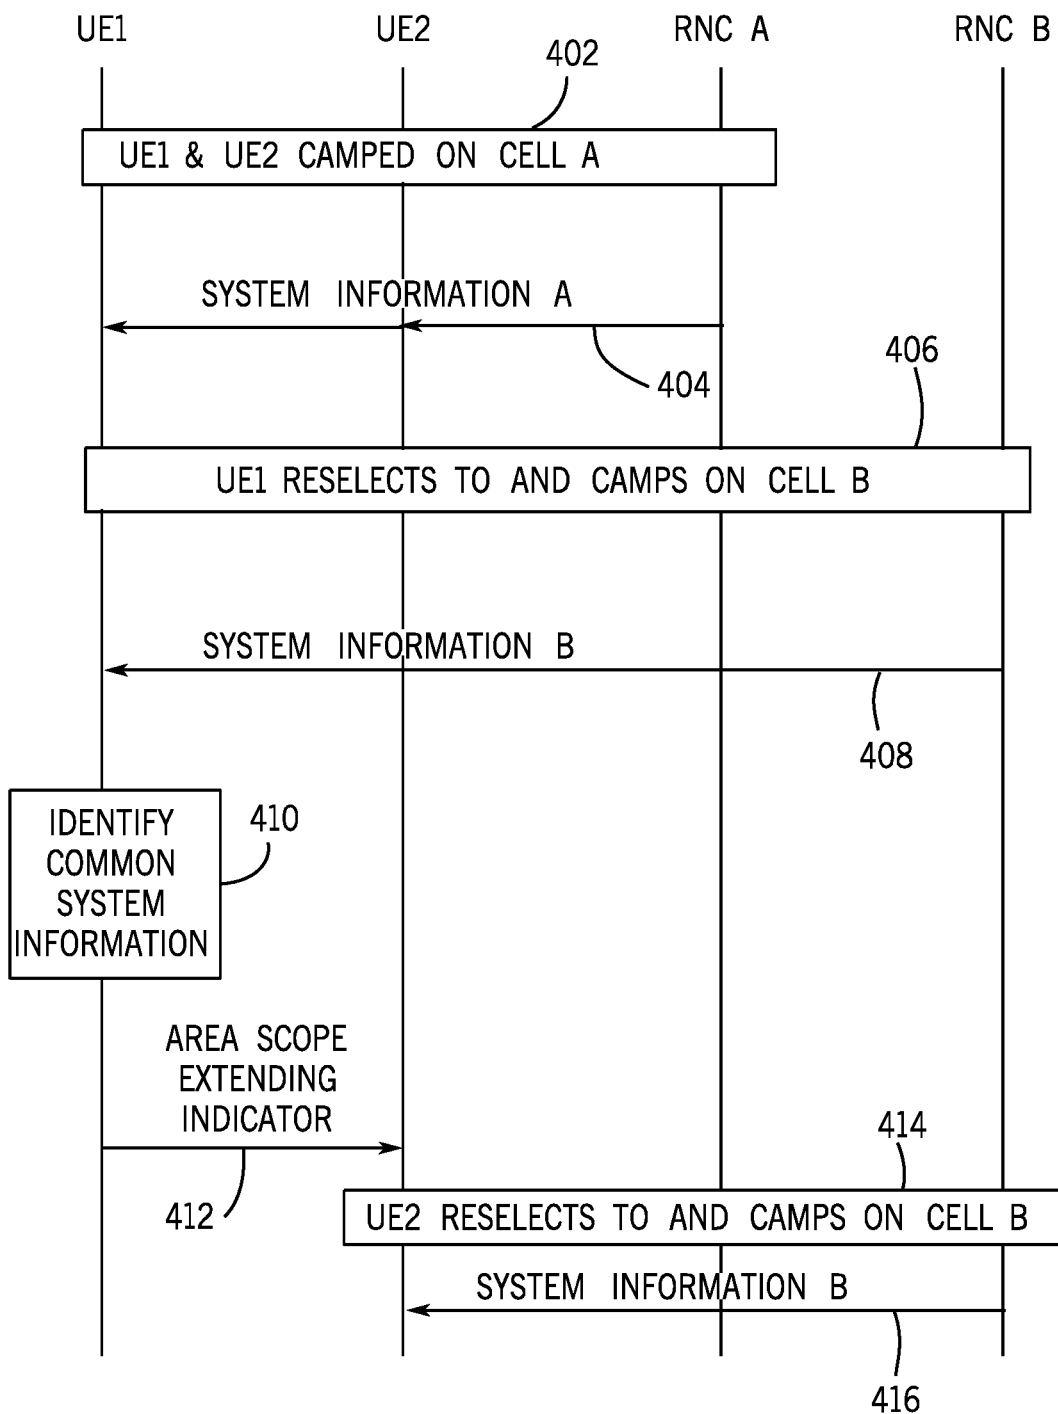 UE1 UE2 RNC A RNC B
402
UE1 & UE2 CAMPED ON CELL A
SYSTEM INFORMATION A
404
406
UE1 RESELECTS TO AND CAMPS ON CELL B
SYSTEM INFORMATION B
408
410
IDENTIFY
COMMON
SYSTEM
INFORMATION
AREA SCOPE
EXTENDING
INDICATOR
412
414
UE2 RESELECTS TO AND CAMPS ON CELL B
SYSTEM INFORMATION B
416